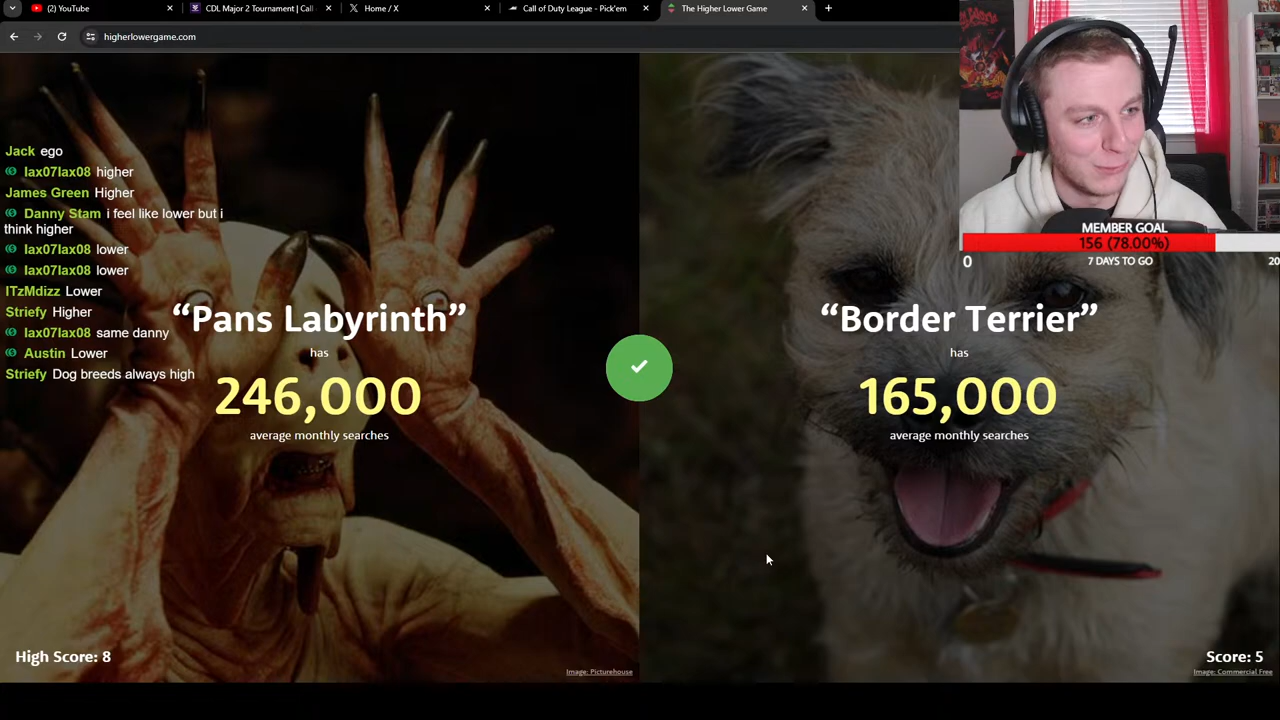 (2) YouTube
CDL Major 2 Tournament | Call
Home / X
Call of Duty League - Pick'em
The Higher Lower Game
higherlowergame.com
Jack ego
lax07lax08 higher
James Green Higher
Danny Stam i feel like lower but i
think higher
lax07lax08 lower
lax07lax08 lower
ITzMdizz Lower
Striefy Higher
lax07lax08 same danny
Austin Lower
Striefy Dog breeds always high
“Pans Labyrinth”
has
246,000
average monthly searches
High Score: 8
Image: Picturehouse
“Border Terrier”
has
165,000
average monthly searches
Score: 5
Image: Commercial Free
MEMBER GOAL
156 (78.00%)
0 7 DAYS TO GO 20